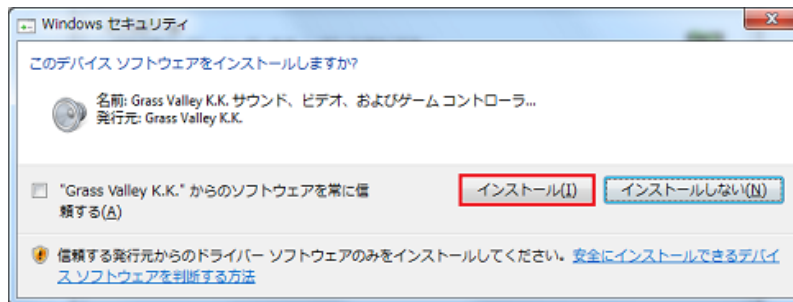 Windows セキュリティ
このデバイス ソフトウェアをインストールしますか?
名前: Grass Valley K.K. サウンド、ビデオ、およびゲーム コントローラ...
発行元: Grass Valley K.K.
"Grass Valley K.K." からのソフトウェアを常に信
頼する(A)
インストール(I)
インストールしない(N)
信頼する発行元からのドライバー ソフトウェアのみをインストールしてください。安全にインストールできるデバイ
ス ソフトウェアを判断する方法